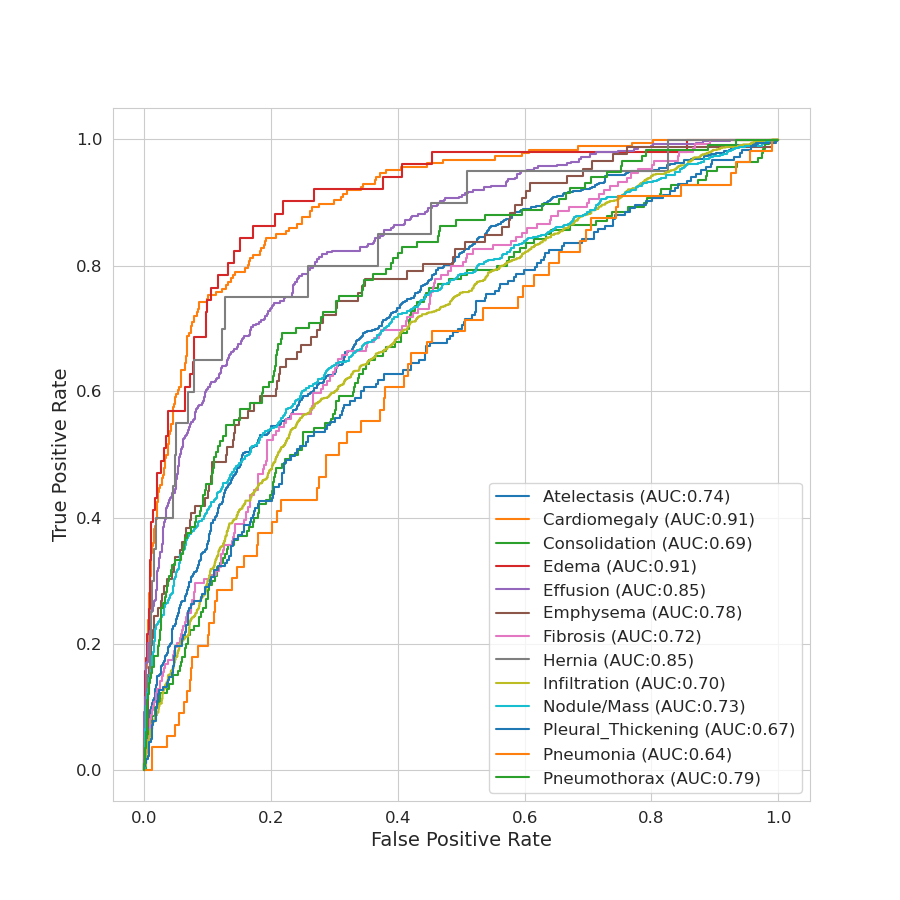 1.0
0.8
0.6
0.4
0.2
0.0
True Positive Rate
Atelectasis (AUC:0.74)
Cardiomegaly (AUC:0.91)
Consolidation (AUC:0.69)
Edema (AUC:0.91)
Effusion (AUC:0.85)
Emphysema (AUC:0.78)
Fibrosis (AUC:0.72)
Hernia (AUC:0.85)
Infiltration (AUC:0.70)
Nodule/Mass (AUC:0.73)
Pleural_Thickening (AUC:0.67)
Pneumonia (AUC:0.64)
Pneumothorax (AUC:0.79)
0.0 0.2 0.4 0.6 0.8 1.0
False Positive Rate